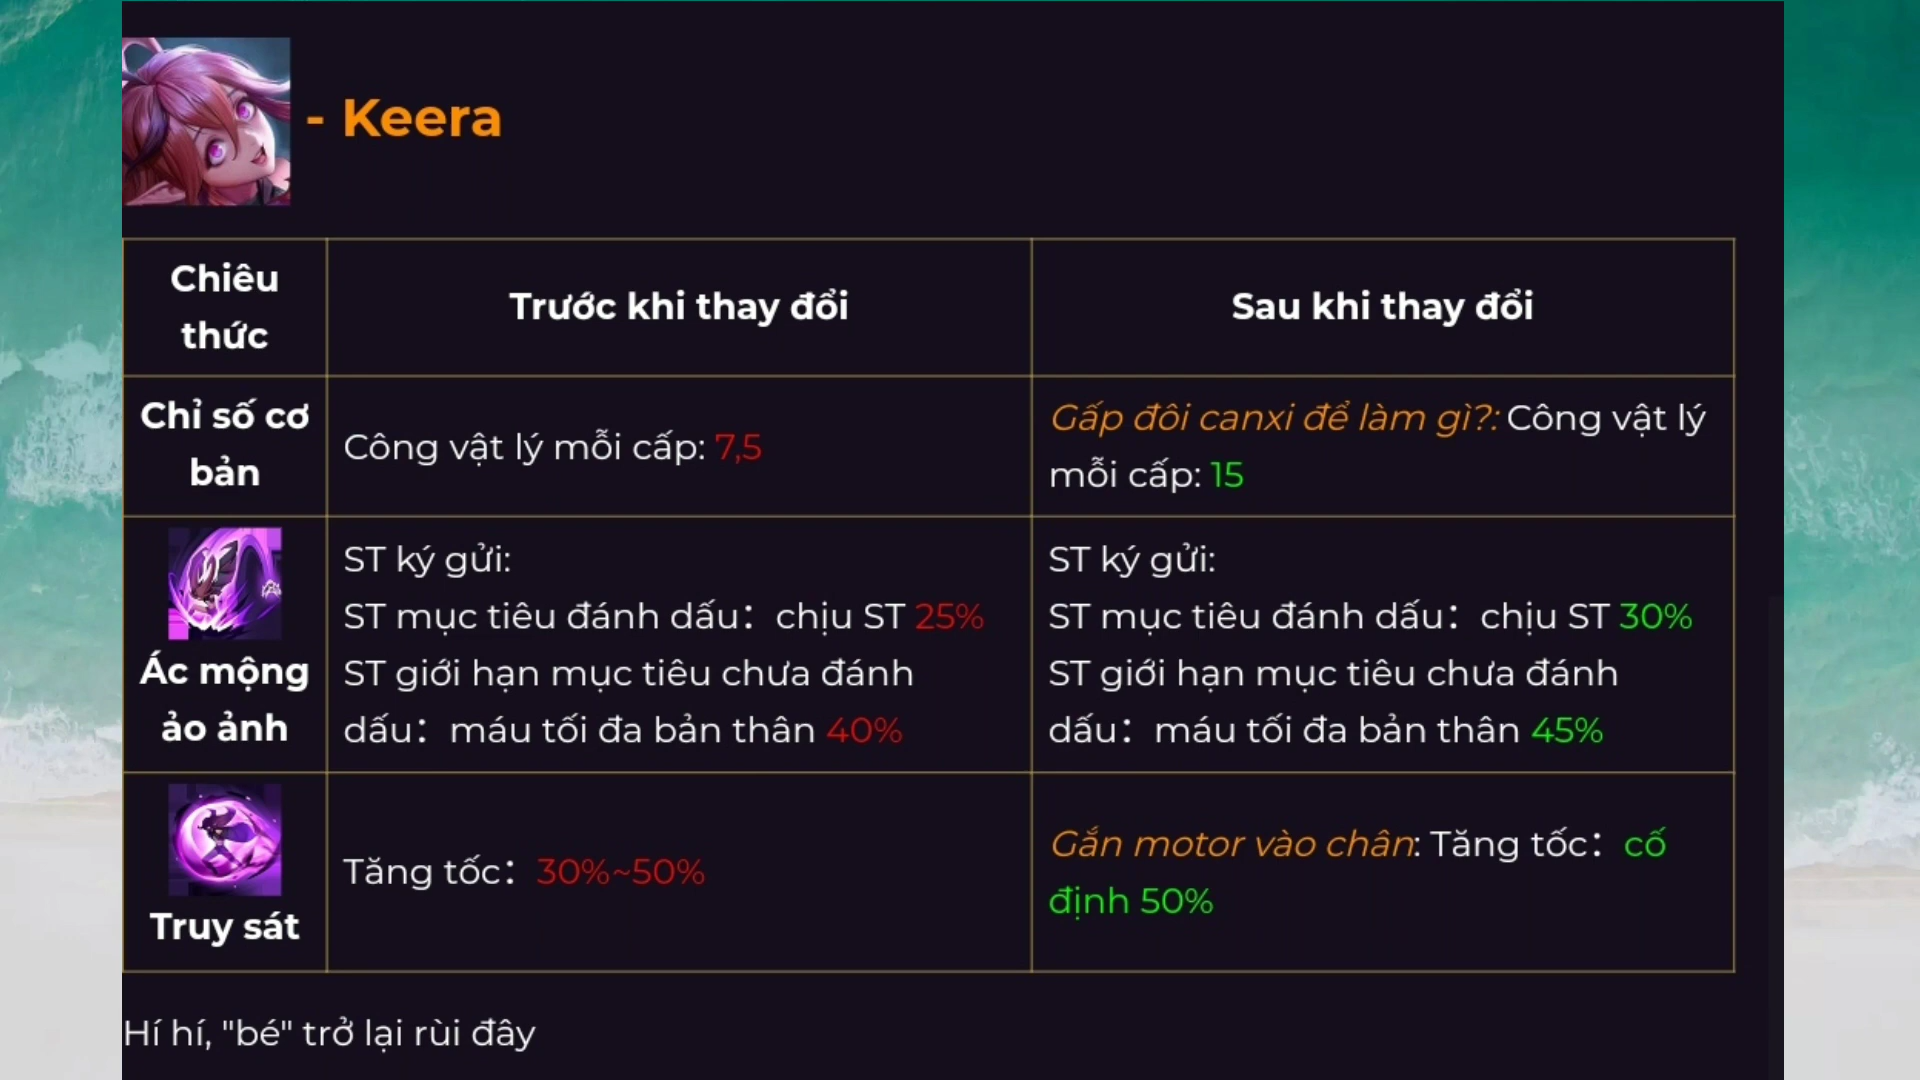 - Keera
Chiêu
thức
Trước khi thay đổi
Sau khi thay đổi
Chỉ số cơ
bản
Công vật lý mỗi cấp: 7,5
Gấp đôi canxi để làm gì?: Công vật lý
mỗi cấp: 15
Ác mộng
ảo ảnh
ST ký gửi:
ST mục tiêu đánh dấu：chịu ST 25%
ST giới hạn mục tiêu chưa đánh
dấu：máu tối đa bản thân 40%
ST ký gửi:
ST mục tiêu đánh dấu：chịu ST 30%
ST giới hạn mục tiêu chưa đánh
dấu：máu tối đa bản thân 45%
Truy sát
Tăng tốc：30%~50%
Gắn motor vào chân: Tăng tốc：cố
định 50%
Hí hí, "bé" trở lại rùi đây